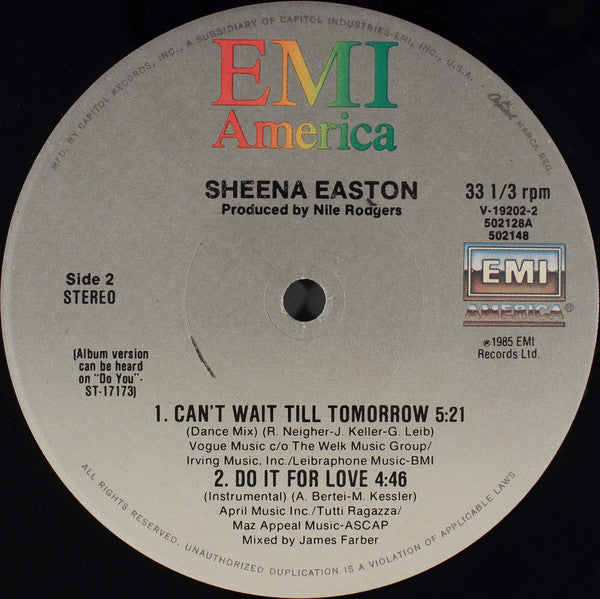 MFD. BY CAPITOL RECORDS, INC., A SUBSIDIARY OF CAPITOL INDUSTRIES-EMI, INC., U.S.A. Capitol MARCA REG.
EMI
America
SHEENA EASTON
Produced by Nile Rodgers
33 1/3 rpm
V-19202-2
502128A
502148
EMI
AMERICA®
℗1985 EMI
Records Ltd.
Side 2
STEREO
(Album version
can be heard
on "Do You"-
ST-17173)
1. CAN'T WAIT TILL TOMORROW 5:21
(Dance Mix) (R. Neigher-J. Keller-G. Leib)
Vogue Music c/o The Welk Music Group/
Irving Music, Inc./Leibraphone Music-BMI
2. DO IT FOR LOVE 4:46
(Instrumental) (A. Bertei-M. Kessler)
April Music Inc./Tutti Ragazza/
Maz Appeal Music-ASCAP
Mixed by James Farber
ALL RIGHTS RESERVED. UNAUTHORIZED DUPLICATION IS A VIOLATION OF APPLICABLE LAWS